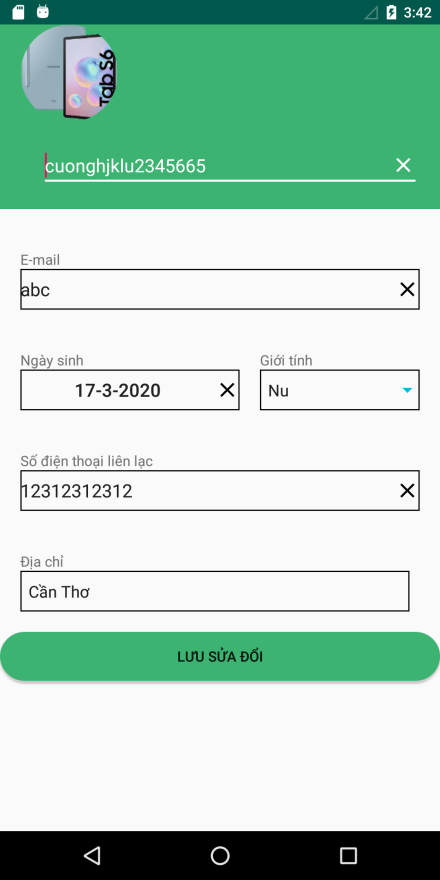 3:42
Tab S6
cuonghjklu2345665
E-mail
abc
Ngày sinh
Giới tính
17-3-2020
Nu
Số điện thoại liên lạc
12312312312
Địa chỉ
Cần Thơ
LƯU SỬA ĐỔI